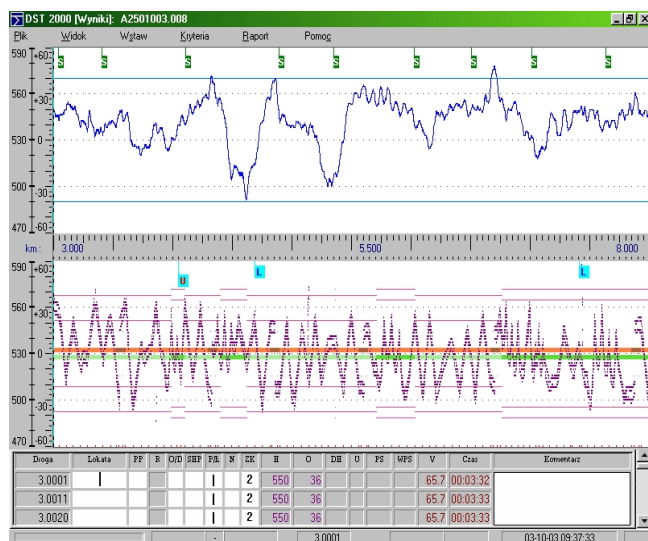 DST 2000 [Wyniki]: A2501003.008
Plik Widok Wstaw Kryteria Raport Pomoc
590 +60
S S S S S S S S S
560 +30
530 0
500 -30
470 -60
km : 3.000 5.500 8.000
590 +60
U L L
560 +30
530 0
500 -30
470 -60
Droga Lokata PP R O/D SHP P/Ł N ZK H O DH U PS WPS V Czas Komentarz
3.0001 | | 2 550 36 65.7 00:03:32
3.0011 | 2 550 36 65.7 00:03:33
3.0020 | 2 550 36 65.7 00:03:33
- 3.0001 03-10-03 09:37:33